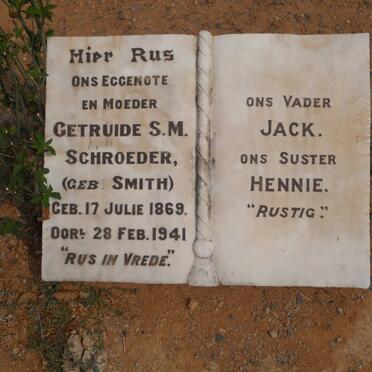 Hier Rus
ons Eggenote
en Moeder
Getruide S.M.
Schroeder,
(geb Smith)
Geb. 17 Julie 1869.
Oorl 28 Feb. 1941
"Rus in Vrede."
ons Vader
Jack.
ons Suster
Hennie.
"Rustig".